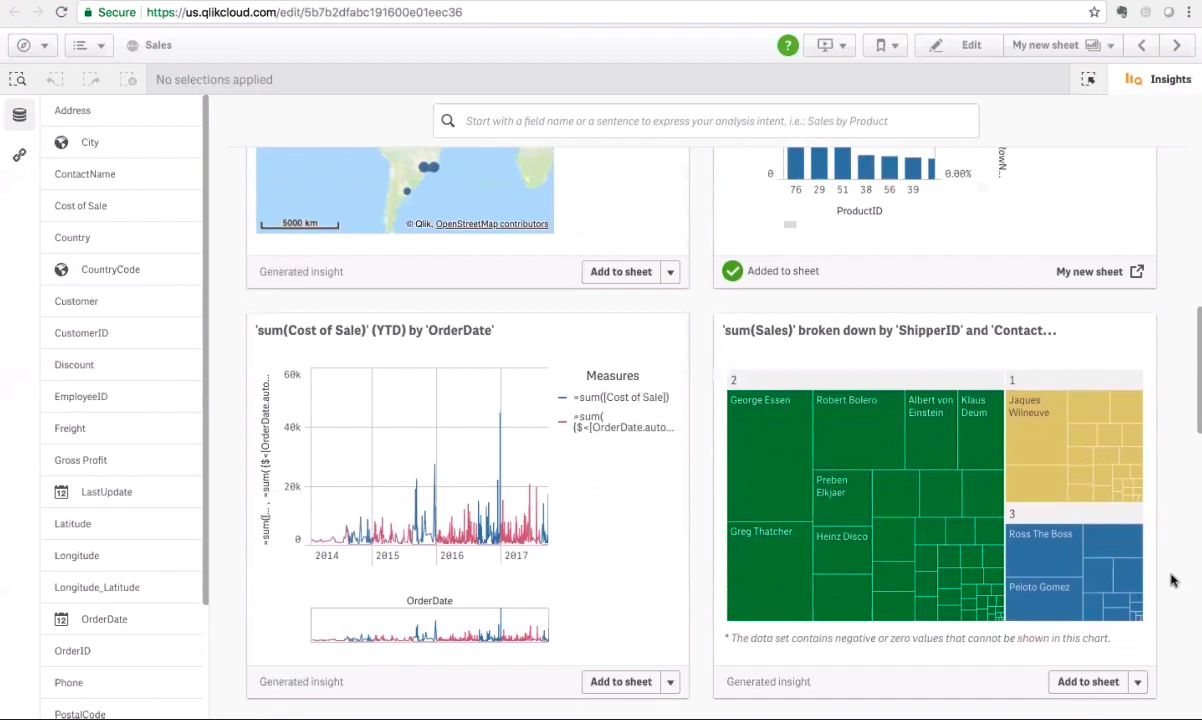 Secure
https://us.qlikcloud.com/edit/5b7b2dfabc191600e01eec36
Sales
?
Edit
My new sheet
No selections applied
Insights
Address
City
ContactName
Cost of Sale
Country
CountryCode
Customer
CustomerID
Discount
EmployeeID
Freight
Gross Profit
12 LastUpdate
Latitude
Longitude
Longitude_Latitude
12 OrderDate
OrderID
Phone
PostalCode
Start with a field name or a sentence to express your analysis intent. i.e.: Sales by Product
5000 km
© Qlik, OpenStreetMap contributors
Generated insight
Add to sheet
0
76 29 51 38 56 39
0.00%
ProductID
Added to sheet
My new sheet
'sum(Cost of Sale)' (YTD) by 'OrderDate'
=sum([... , =sum( {$<[OrderDate.auto...
60k
40k
20k
0
2014 2015 2016 2017
OrderDate
Measures
=sum([Cost of Sale])
=sum(
{$<[OrderDate.auto...
Generated insight
Add to sheet
'sum(Sales)' broken down by 'ShipperID' and 'Contact...
2
George Essen
Robert Bolero
Albert von
Einstein
Klaus
Deum
Preben
Elkjaer
Greg Thatcher
Heinz Disco
1
Jaques
Wilneuve
3
Ross The Boss
Peloto Gomez
* The data set contains negative or zero values that cannot be shown in this chart.
Generated insight
Add to sheet